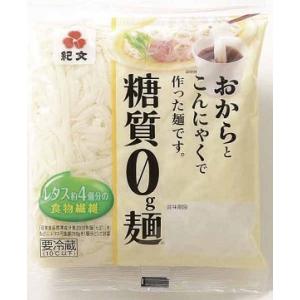 紀文
おからと
こんにゃくで
作った麺です。
糖質0g麺
レタス約4個分の
食物繊維
要冷蔵
(10℃以下)